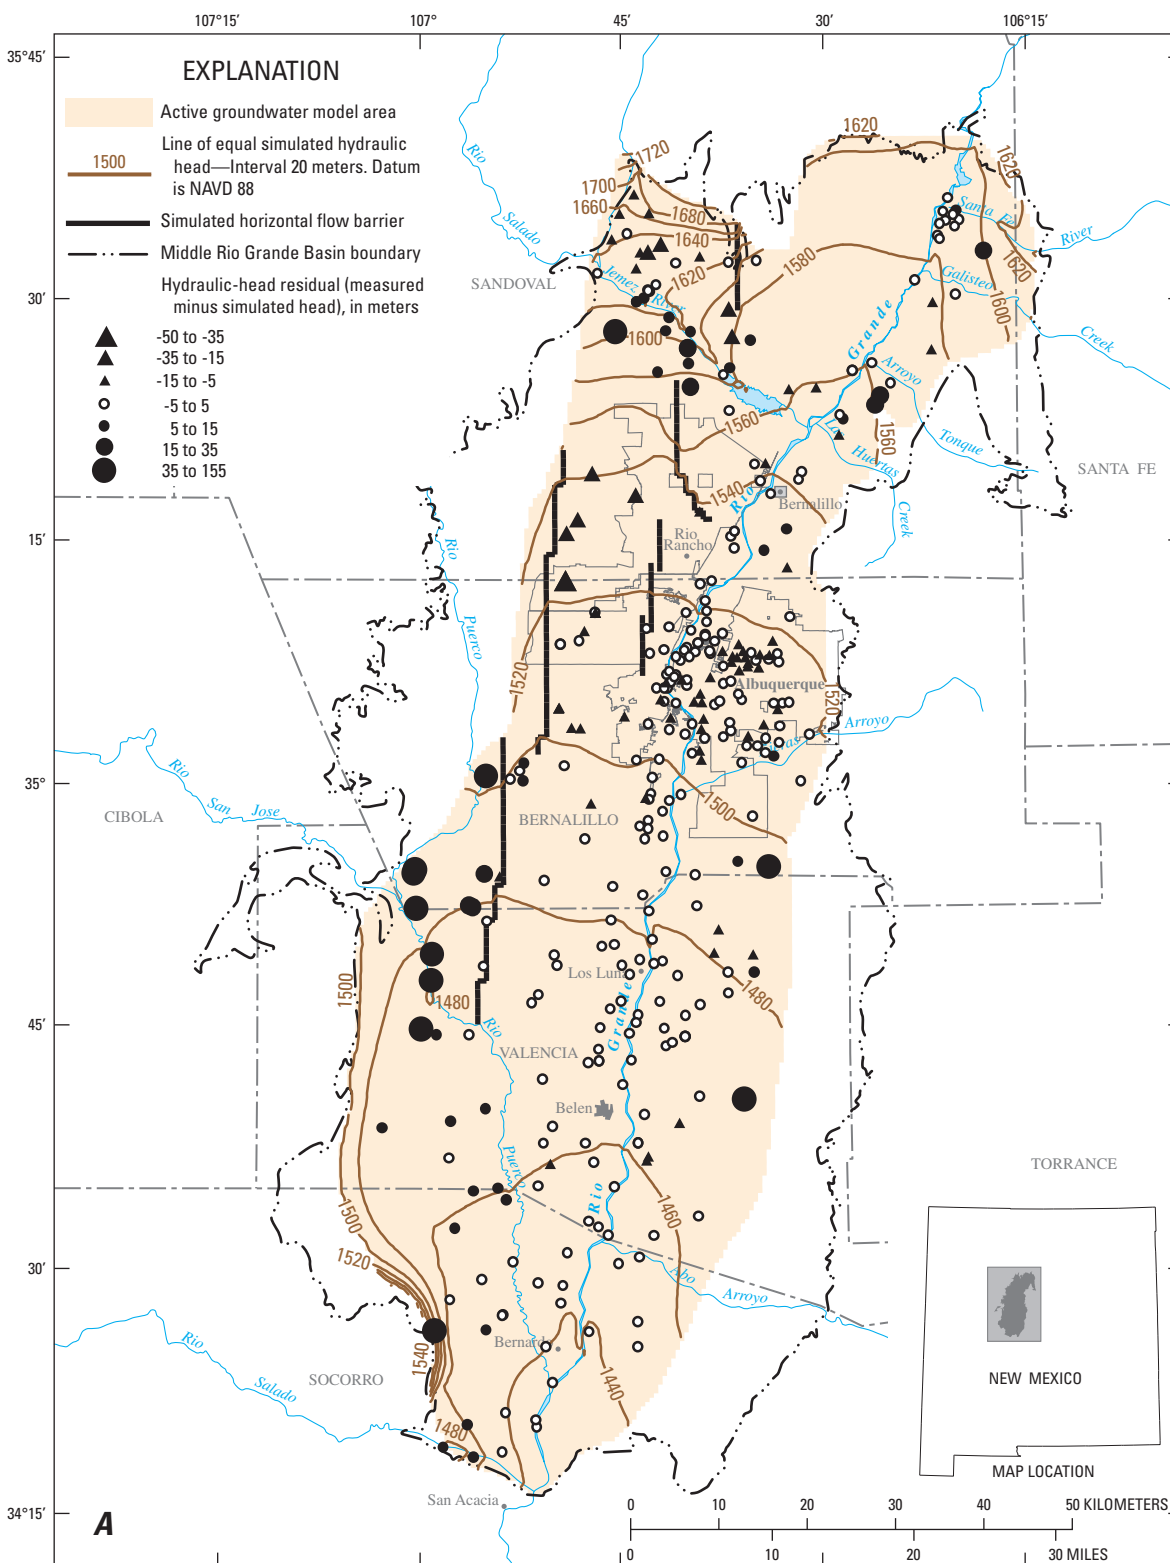 107°15′
107°
45′
30′
106°15′
35°45′
30′
15′
35°
45′
30′
34°15′
EXPLANATION
Active groundwater model area
1500
Line of equal simulated hydraulic
head—Interval 20 meters. Datum
is NAVD 88
Simulated horizontal flow barrier
Middle Rio Grande Basin boundary
Hydraulic-head residual (measured
minus simulated head), in meters
-50 to -35
-35 to -15
-15 to -5
-5 to 5
5 to 15
15 to 35
35 to 155
Rio
Salado
1720
1700
1660
1680
1640
1620
1580
1620
1620
1620
1600
Santa Fe
River
SANDOVAL
Jemez River
Galisteo
Creek
1600
Grande
Arroyo
Tonque
1560
1560
Las
Huertas
Creek
SANTA FE
1540
Rio
Bernalillo
Rio
Rancho
Rio
Puerco
1520
Albuquerque
1520
Arroyo
Rio
San Jose
CIBOLA
BERNALILLO
1500
Los Lunas
1480
1500
1480
Rio
Grande
VALENCIA
Belen
Puerco
TORRANCE
1500
1520
1460
Rio
Abo
Arroyo
Rio
Salado
SOCORRO
1540
Bernardo
1440
1480
San Acacia
NEW MEXICO
MAP LOCATION
0 10 20 30 40 50 KILOMETERS
0 10 20 30 MILES
A